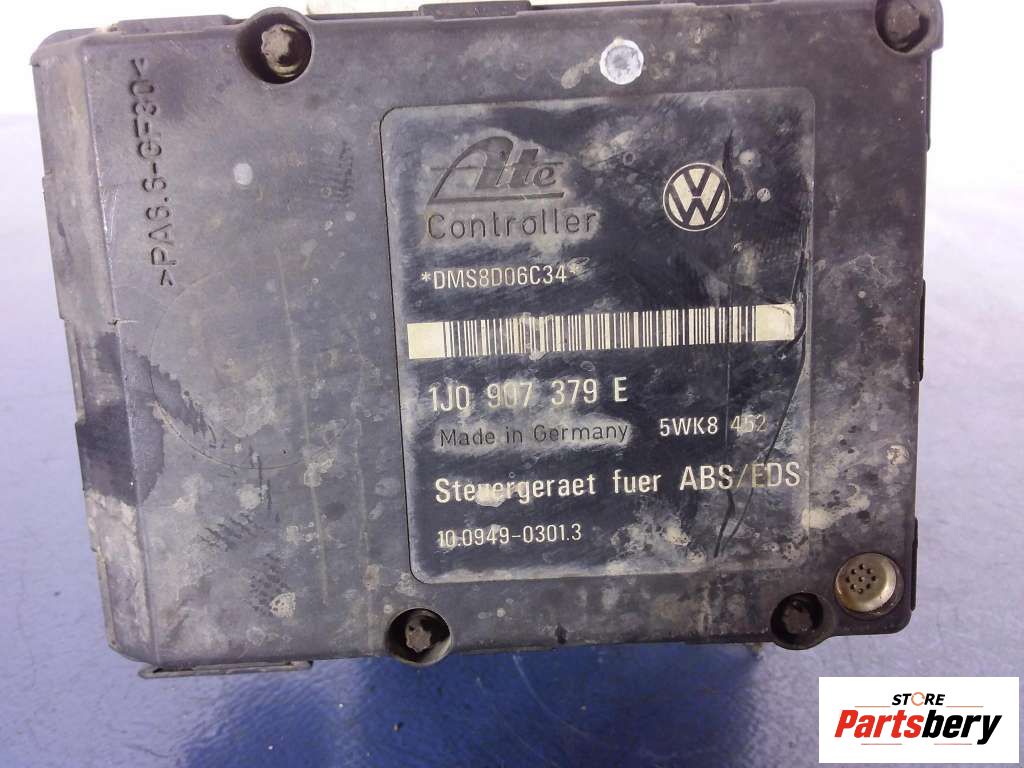 >PA6.6-GF30<
Ate
Controller
VW
*DMS8D06C34*
1J0 907 379 E
Made in Germany 5WK8 452
Steuergeraet fuer ABS/EDS
10.0949-0301.3
STORE
Partsbery